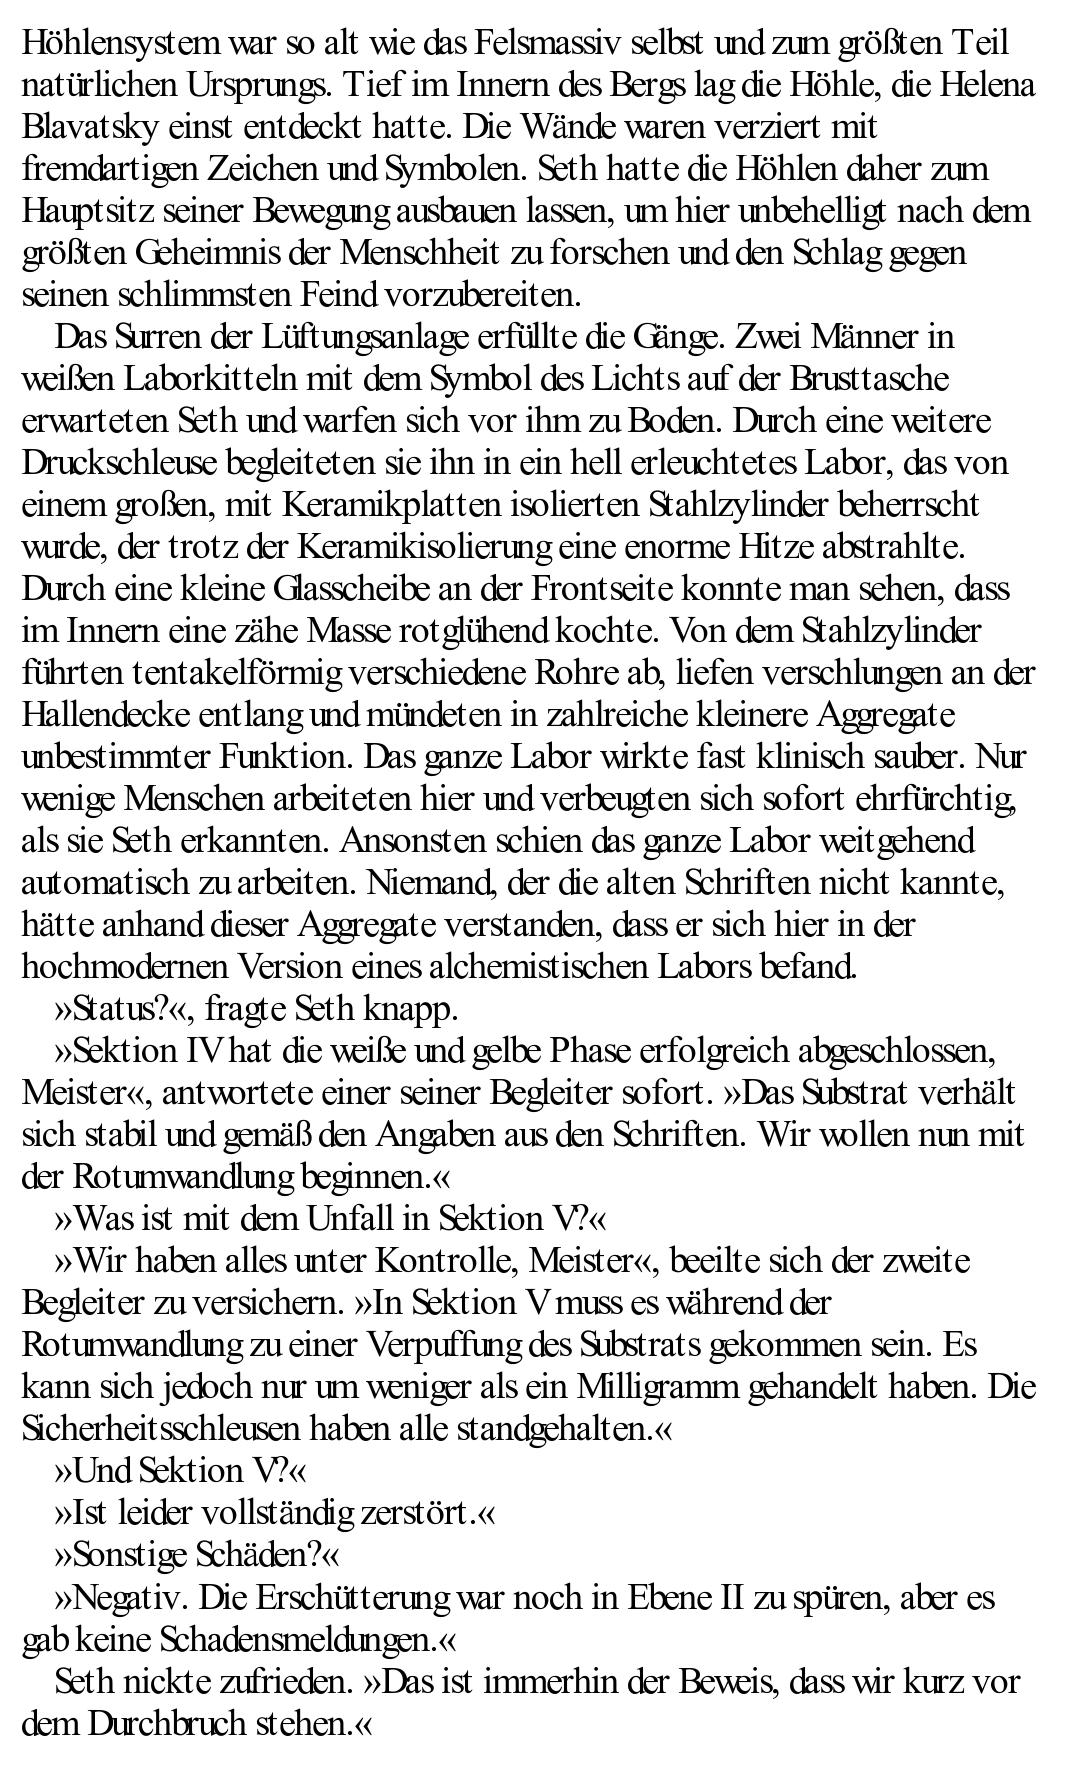 Höhlensystem war so alt wie das Felsmassiv selbst und zum größten Teil
natürlichen Ursprungs. Tief im Innern des Bergs lag die Höhle, die Helena
Blavatsky einst entdeckt hatte. Die Wände waren verziert mit
fremdartigen Zeichen und Symbolen. Seth hatte die Höhlen daher zum
Hauptsitz seiner Bewegung ausbauen lassen, um hier unbehelligt nach dem
größten Geheimnis der Menschheit zu forschen und den Schlag gegen
seinen schlimmsten Feind vorzubereiten.
Das Surren der Lüftungsanlage erfüllte die Gänge. Zwei Männer in
weißen Laborkitteln mit dem Symbol des Lichts auf der Brusttasche
erwarteten Seth und warfen sich vor ihm zu Boden. Durch eine weitere
Druckschleuse begleiteten sie ihn in ein hell erleuchtetes Labor, das von
einem großen, mit Keramikplatten isolierten Stahlzylinder beherrscht
wurde, der trotz der Keramikisolierung eine enorme Hitze abstrahlte.
Durch eine kleine Glasscheibe an der Frontseite konnte man sehen, dass
im Innern eine zähe Masse rotglühend kochte. Von dem Stahlzylinder
führten tentakelförmig verschiedene Rohre ab, liefen verschlungen an der
Hallendecke entlang und mündeten in zahlreiche kleinere Aggregate
unbestimmter Funktion. Das ganze Labor wirkte fast klinisch sauber. Nur
wenige Menschen arbeiteten hier und verbeugten sich sofort ehrfürchtig,
als sie Seth erkannten. Ansonsten schien das ganze Labor weitgehend
automatisch zu arbeiten. Niemand, der die alten Schriften nicht kannte,
hätte anhand dieser Aggregate verstanden, dass er sich hier in der
hochmodernen Version eines alchemistischen Labors befand.
»Status?«, fragte Seth knapp.
»Sektion IV hat die weiße und gelbe Phase erfolgreich abgeschlossen,
Meister«, antwortete einer seiner Begleiter sofort. »Das Substrat verhält
sich stabil und gemäß den Angaben aus den Schriften. Wir wollen nun mit
der Rotumwandlung beginnen.«
»Was ist mit dem Unfall in Sektion V?«
»Wir haben alles unter Kontrolle, Meister«, beeilte sich der zweite
Begleiter zu versichern. »In Sektion V muss es während der
Rotumwandlung zu einer Verpuffung des Substrats gekommen sein. Es
kann sich jedoch nur um weniger als ein Milligramm gehandelt haben. Die
Sicherheitsschleusen haben alle standgehalten.«
»Und Sektion V?«
»Ist leider vollständig zerstört.«
»Sonstige Schäden?«
»Negativ. Die Erschütterung war noch in Ebene II zu spüren, aber es
gab keine Schadensmeldungen.«
Seth nickte zufrieden. »Das ist immerhin der Beweis, dass wir kurz vor
dem Durchbruch stehen.«